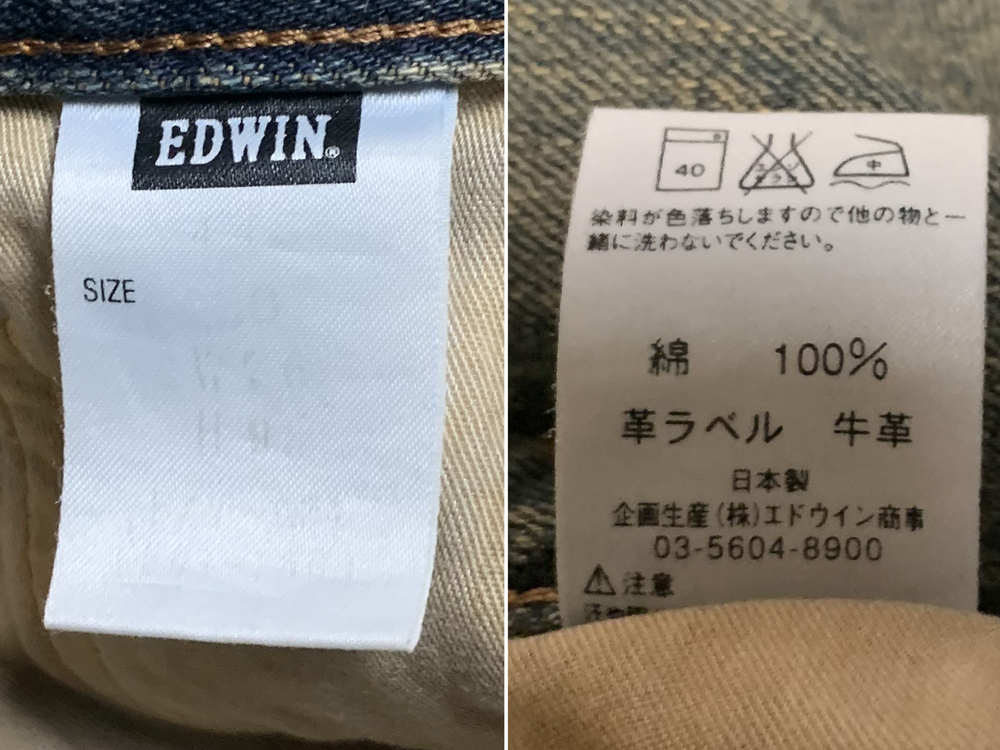 EDWIN®
SIZE
40
中
染料が色落ちしますので他の物と一
緒に洗わないでください。
綿 100%
革ラベル 牛革
日本製
企画生産(株)エドウイン商事
03-5604-8900
注意